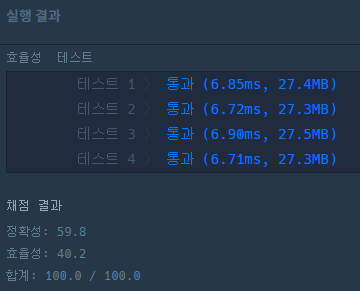 실행 결과
효율성 테스트
테스트 1 〉 통과 (6.85ms, 27.4MB)
테스트 2 〉 통과 (6.72ms, 27.3MB)
테스트 3 〉 통과 (6.90ms, 27.5MB)
테스트 4 〉 통과 (6.71ms, 27.3MB)
채점 결과
정확성: 59.8
효율성: 40.2
합계: 100.0 / 100.0